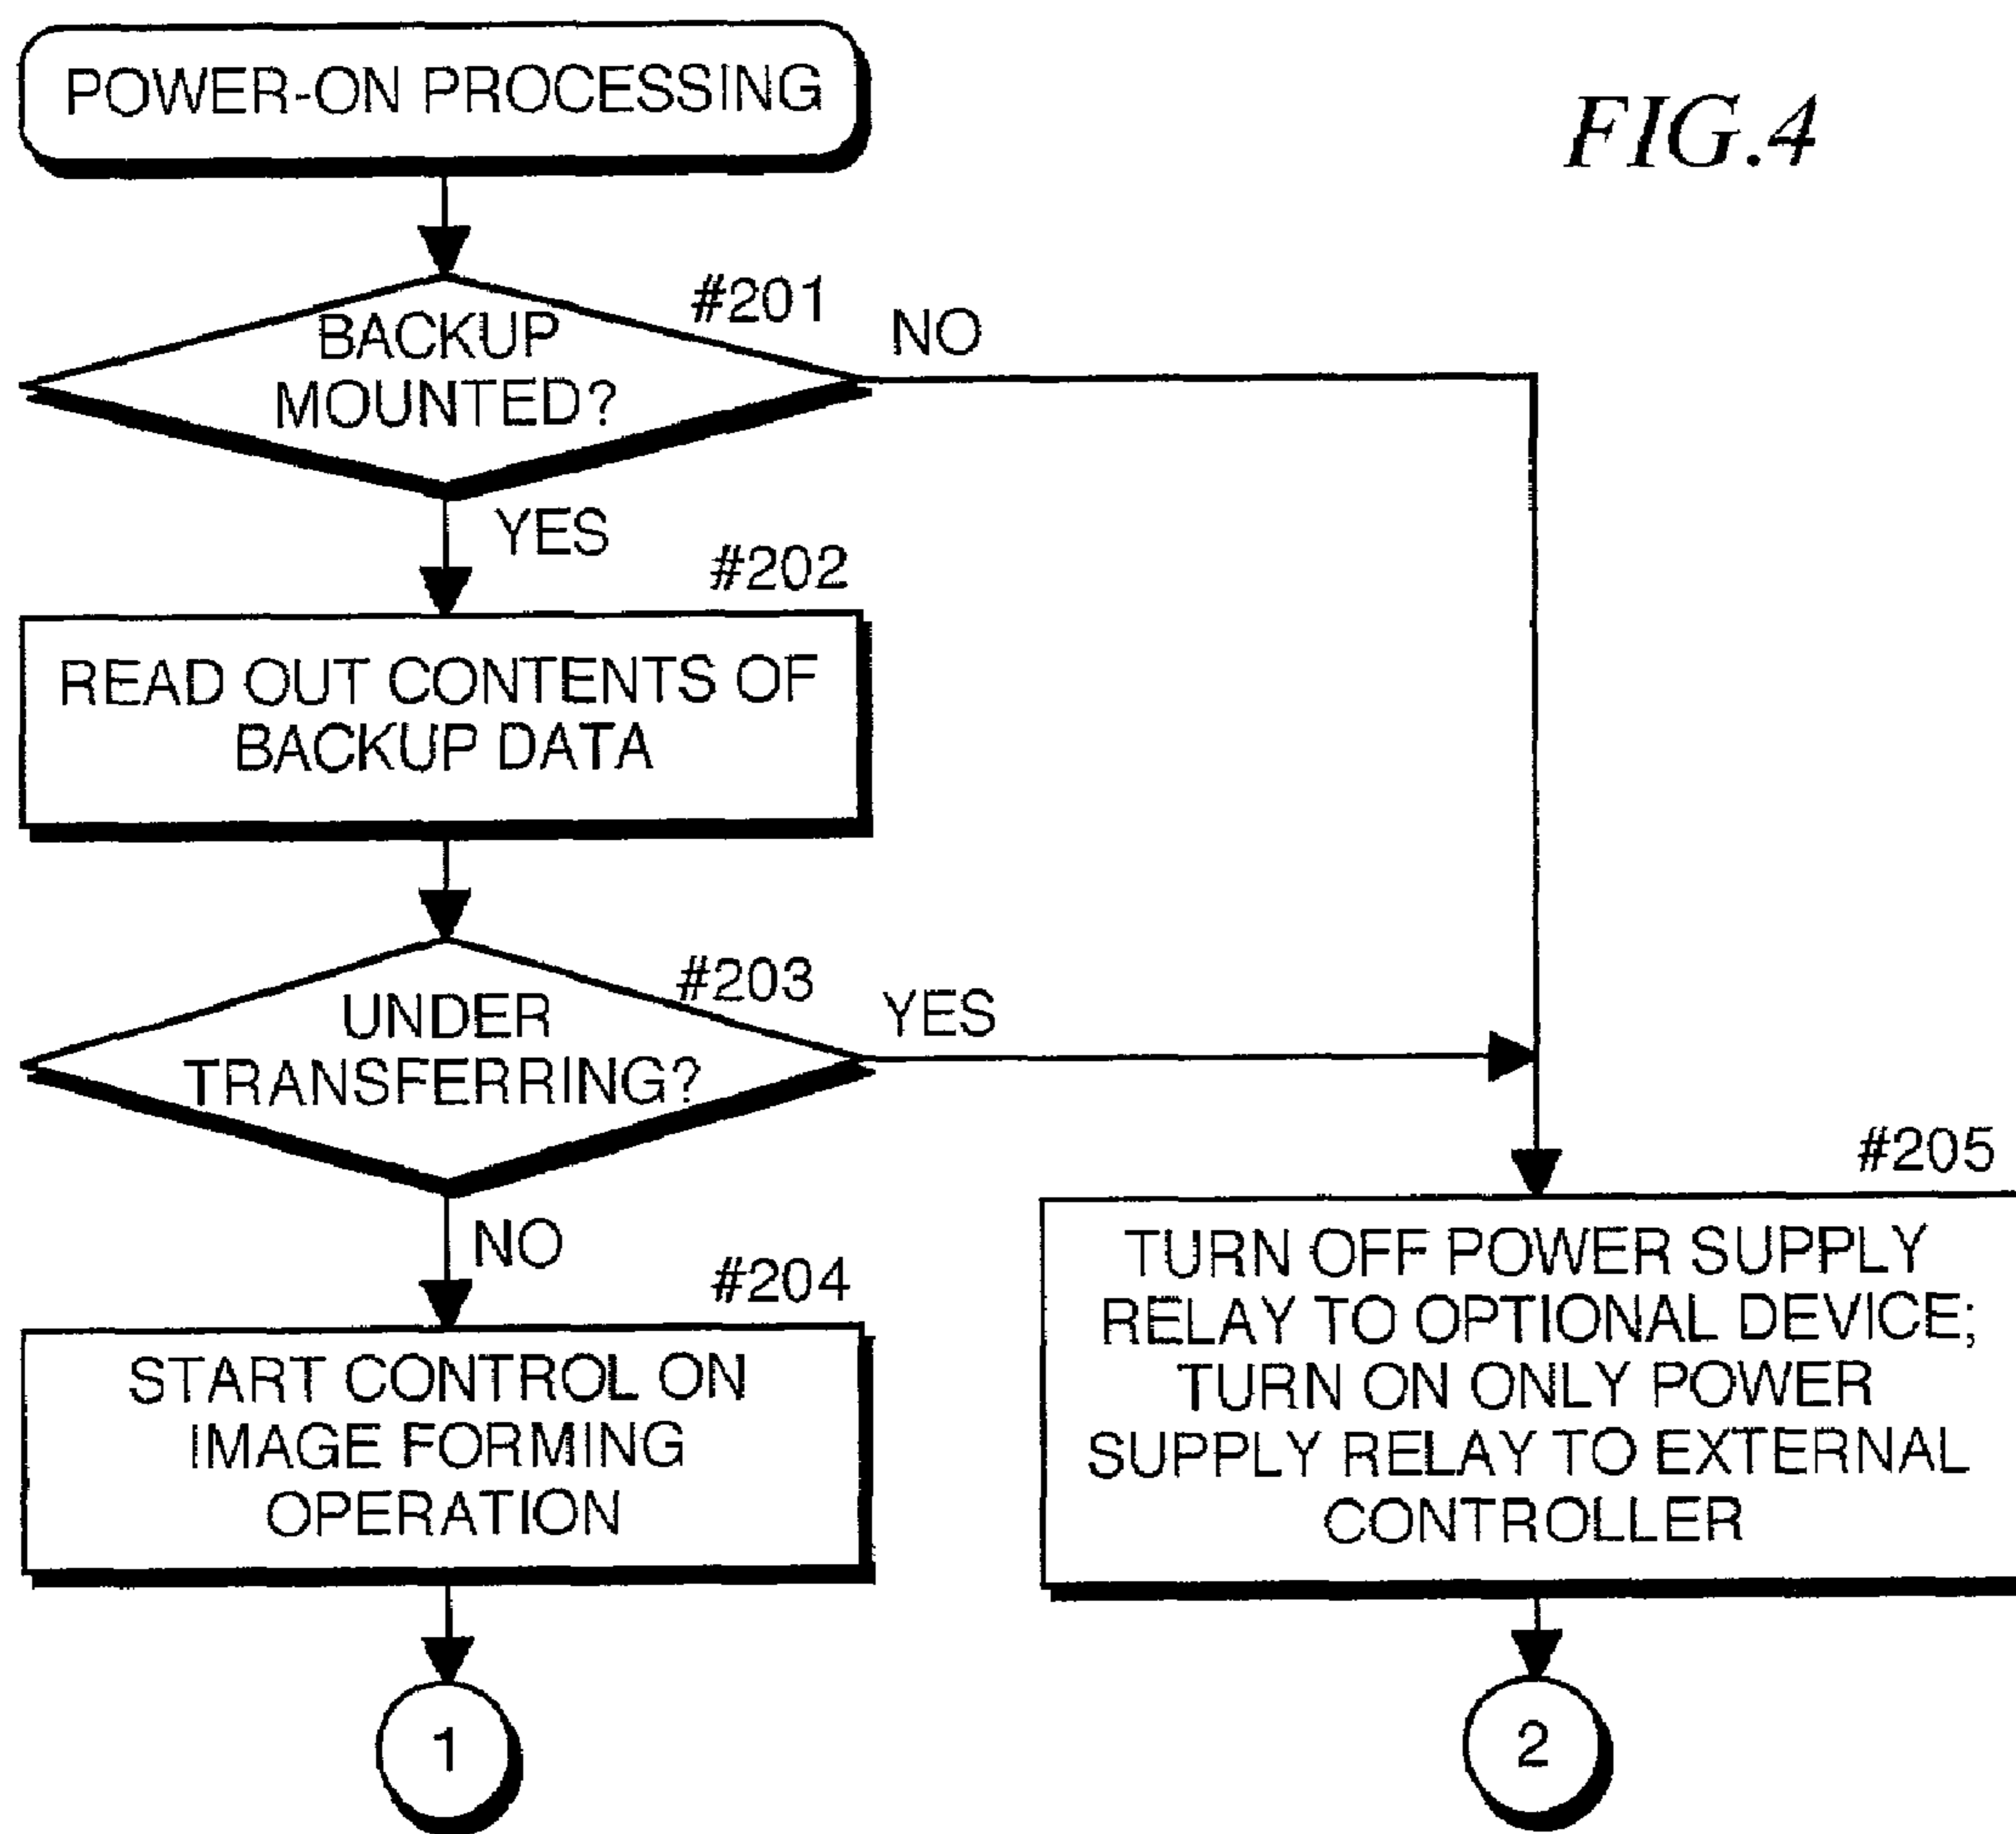 POWER-ON PROCESSING
FIG.4
#201
BACKUP
MOUNTED?
NO
YES
#202
READ OUT CONTENTS OF
BACKUP DATA
#203
UNDER
TRANSFERRING?
YES
NO
#204
START CONTROL ON
IMAGE FORMING
OPERATION
#205
TURN OFF POWER SUPPLY
RELAY TO OPTIONAL DEVICE;
TURN ON ONLY POWER
SUPPLY RELAY TO EXTERNAL
CONTROLLER
1
2